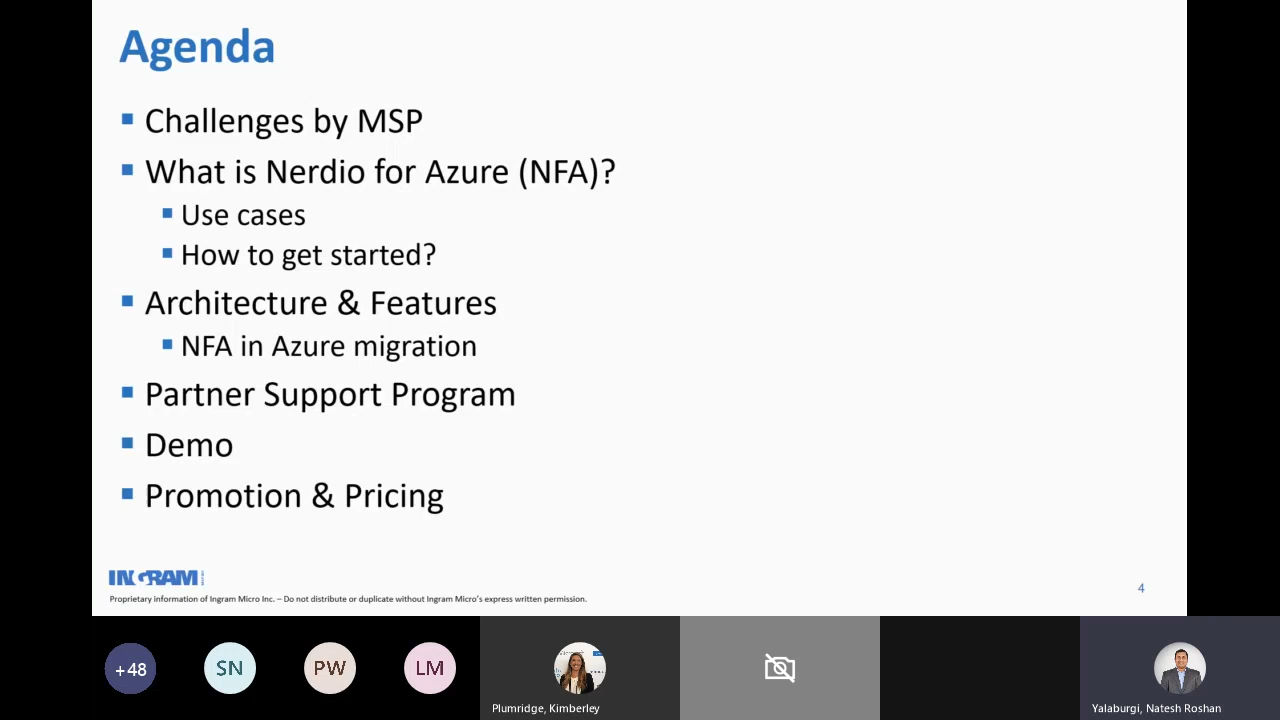 Agenda
Challenges by MSP
What is Nerdio for Azure (NFA)?
Use cases
How to get started?
Architecture & Features
NFA in Azure migration
Partner Support Program
Demo
Promotion & Pricing
INGRAM
Proprietary information of Ingram Micro Inc. – Do not distribute or duplicate without Ingram Micro's express written permission.
4
+48
SN
PW
LM
Plumridge, Kimberley
Yalaburgi, Natesh Roshan